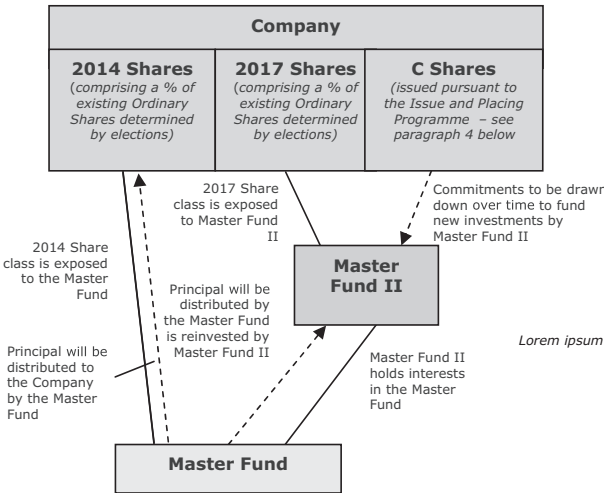 Company
2014 Shares
(comprising a % of
existing Ordinary
Shares determined
by elections)
2017 Shares
(comprising a % of
existing Ordinary
Shares determined
by elections)
C Shares
(issued pursuant to
the Issue and Placing
Programme – see
paragraph 4 below
2017 Share
class is exposed
to Master Fund
II
Commitments to be drawn
down over time to fund
new investments by
Master Fund II
2014 Share
class is exposed
to the Master
Fund
Master
Fund II
Principal will be
distributed by
the Master Fund
is reinvested by
Master Fund II
Lorem ipsum
Principal will be
distributed to
the Company
by the Master
Fund
Master Fund II
holds interests
in the Master
Fund
Master Fund